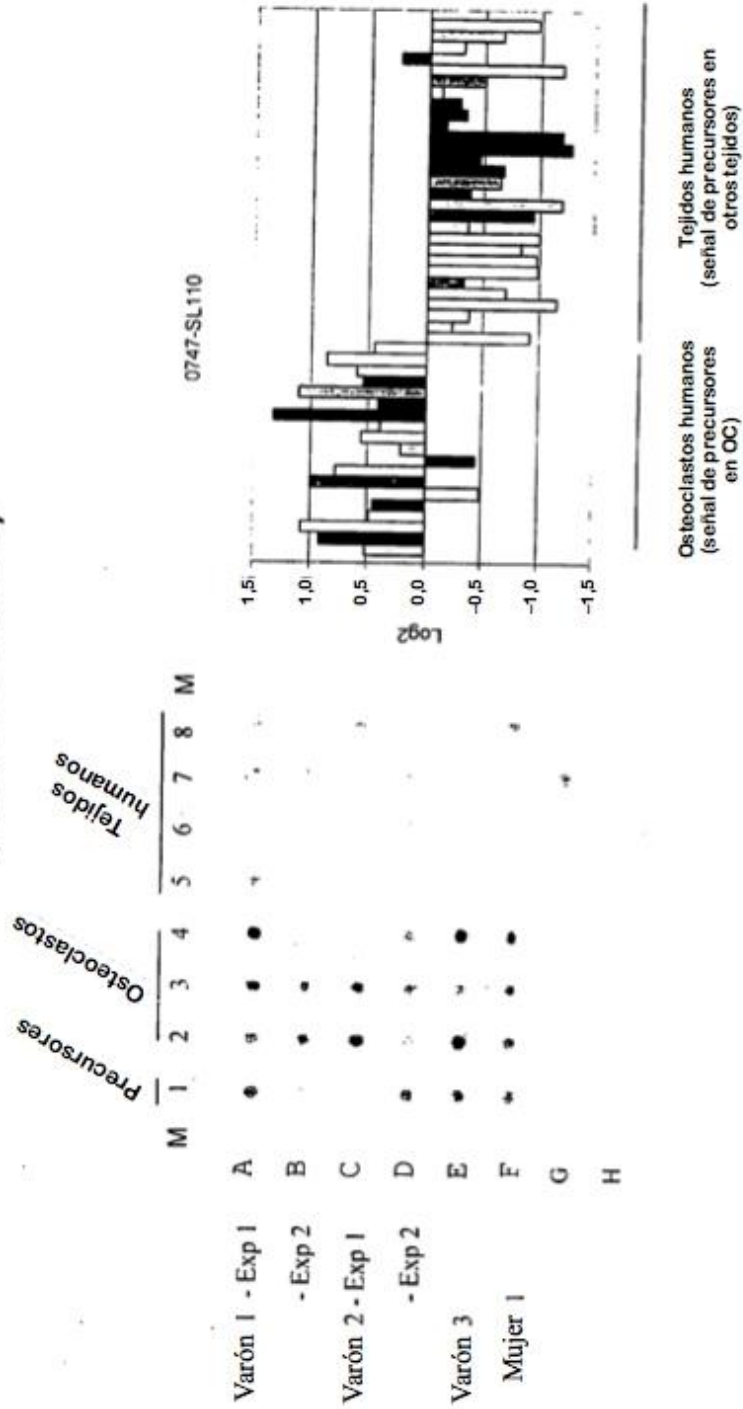 Precursores
Osteoclastos
Tejidos
humanos
M 1 2 3 4 5 6 7 8 M
Varón 1 - Exp 1 A
- Exp 2 B
Varón 2 - Exp 1 C
- Exp 2 D
Varón 3 E
Mujer 1 F
G
H
0747-SL110
1,5
1,0
0,5
0,0
-0,5
-1,0
-1,5
Log2
Osteoclastos humanos
(señal de precursores
en OC)
Tejidos humanos
(señal de precursores en
otros tejidos)